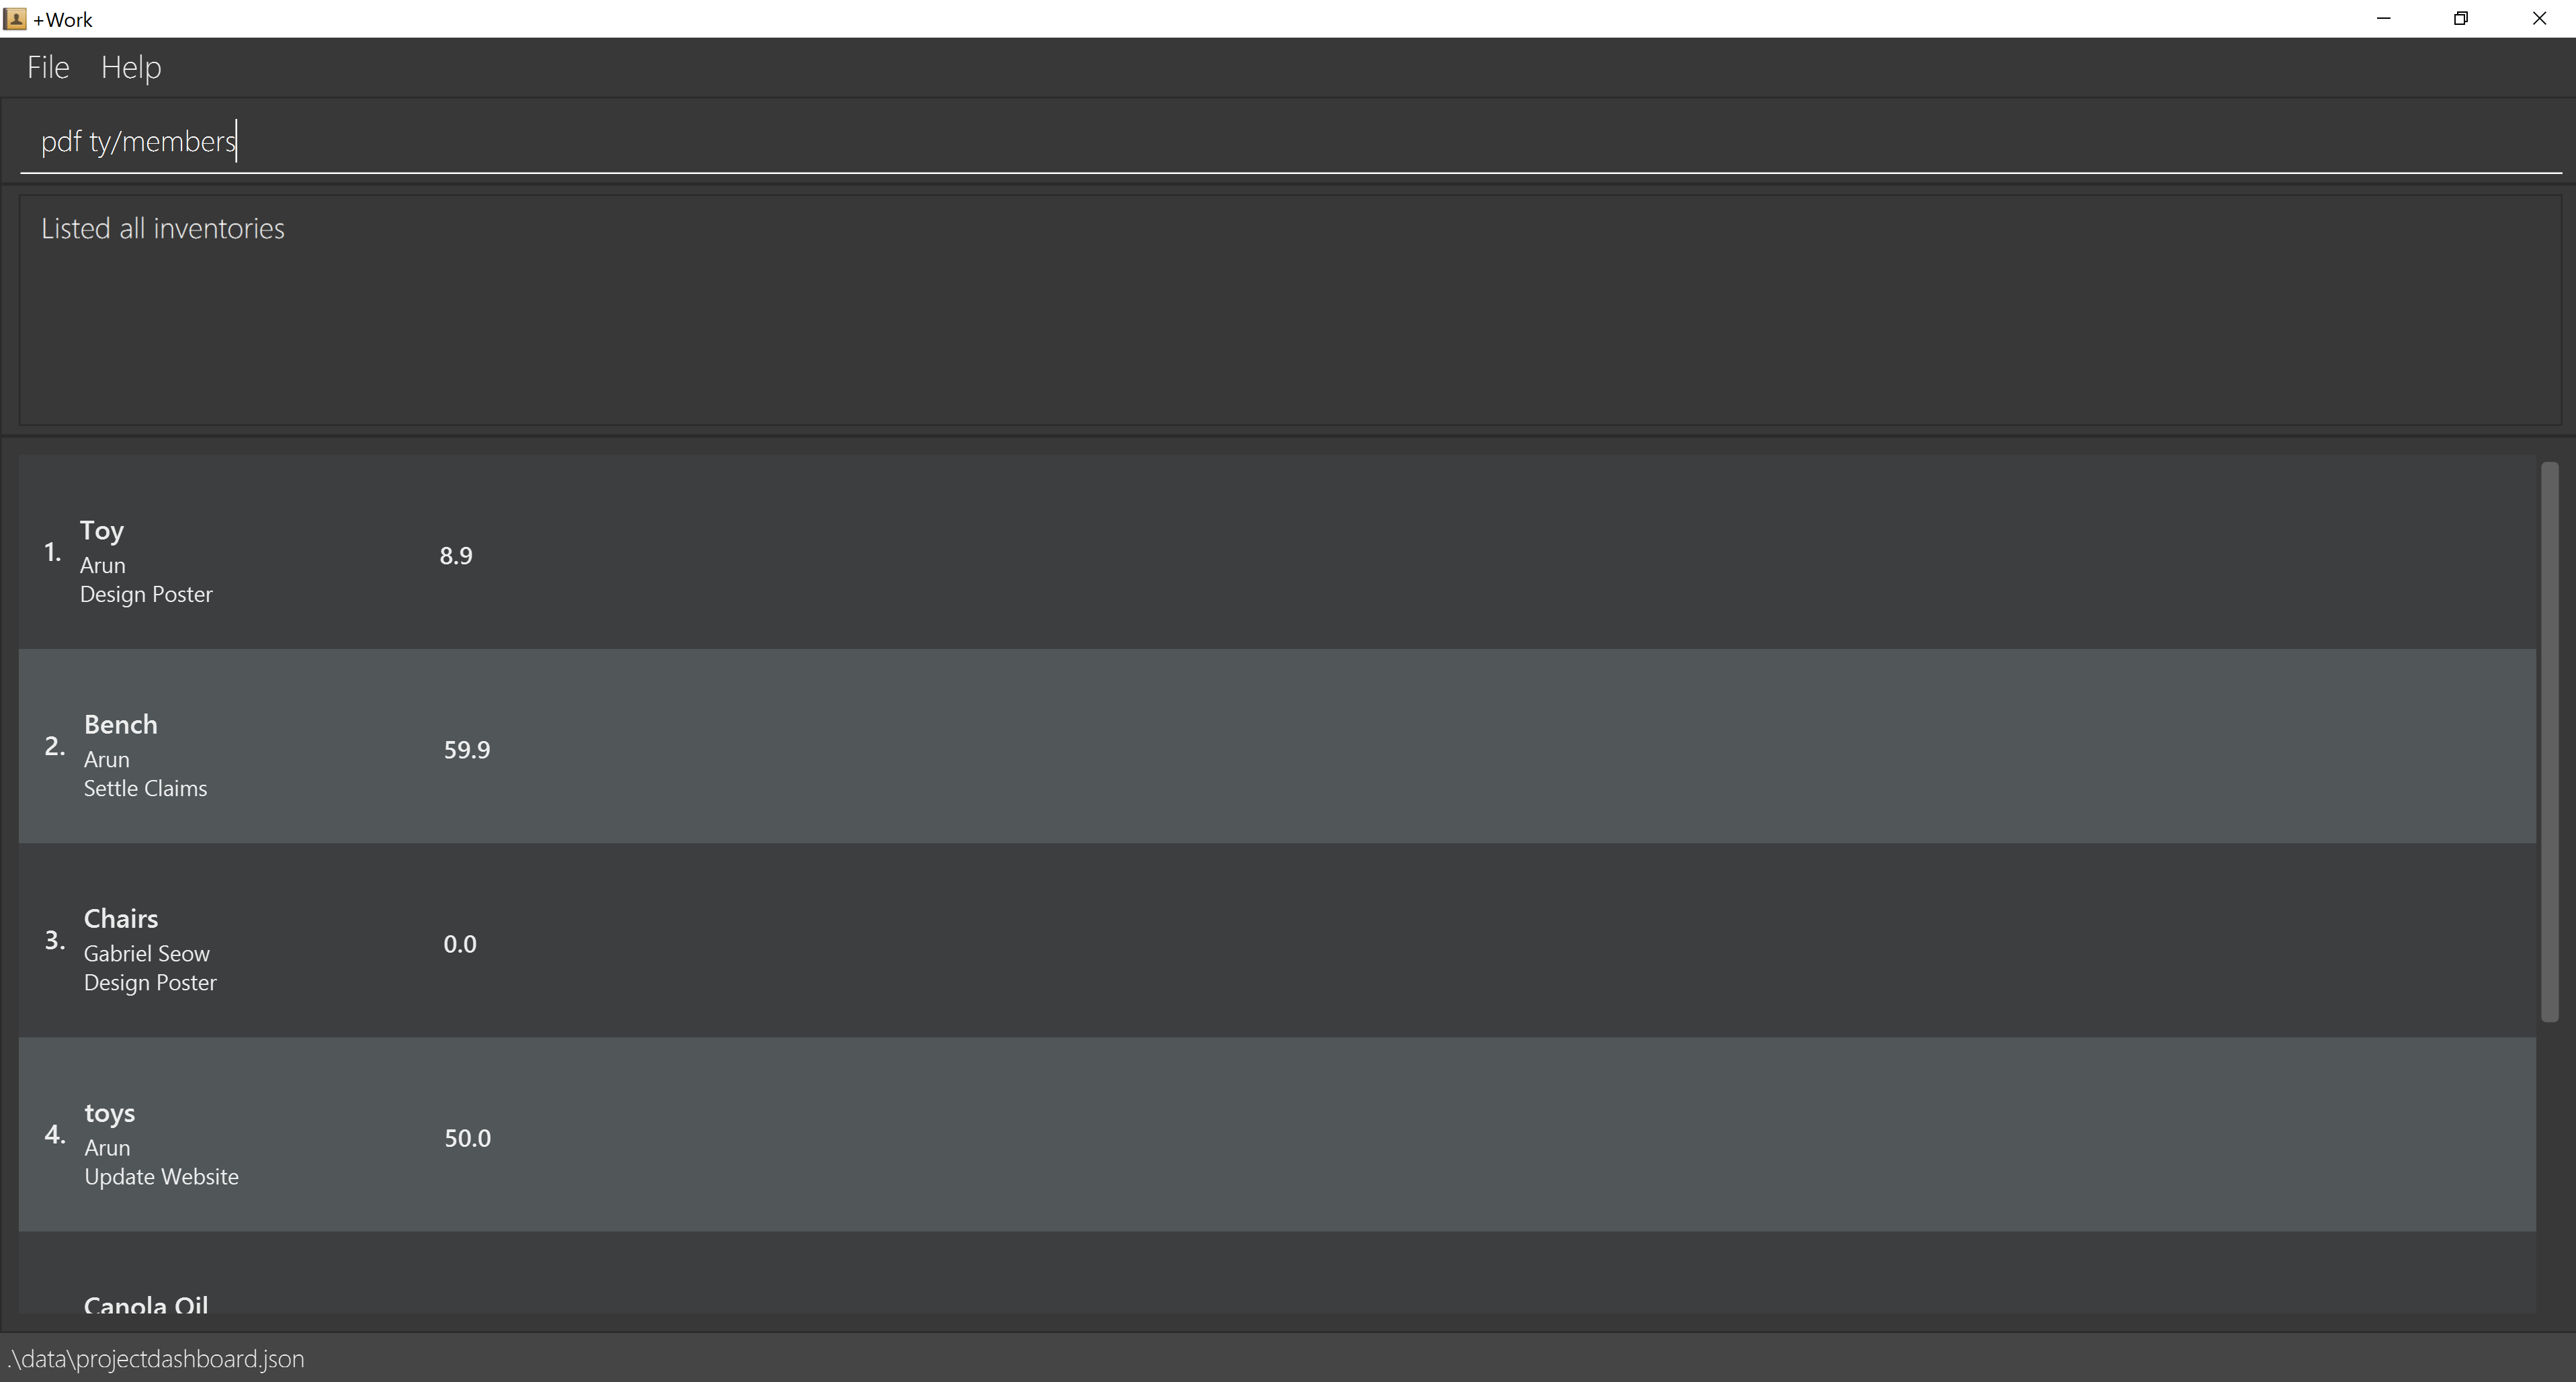 +Work
File Help
pdf ty/members
Listed all inventories
1.
Toy
Arun
Design Poster
8.9
2.
Bench
Arun
Settle Claims
59.9
3.
Chairs
Gabriel Seow
Design Poster
0.0
4.
toys
Arun
Update Website
50.0
Canola Oil
.\data\projectdashboard.json